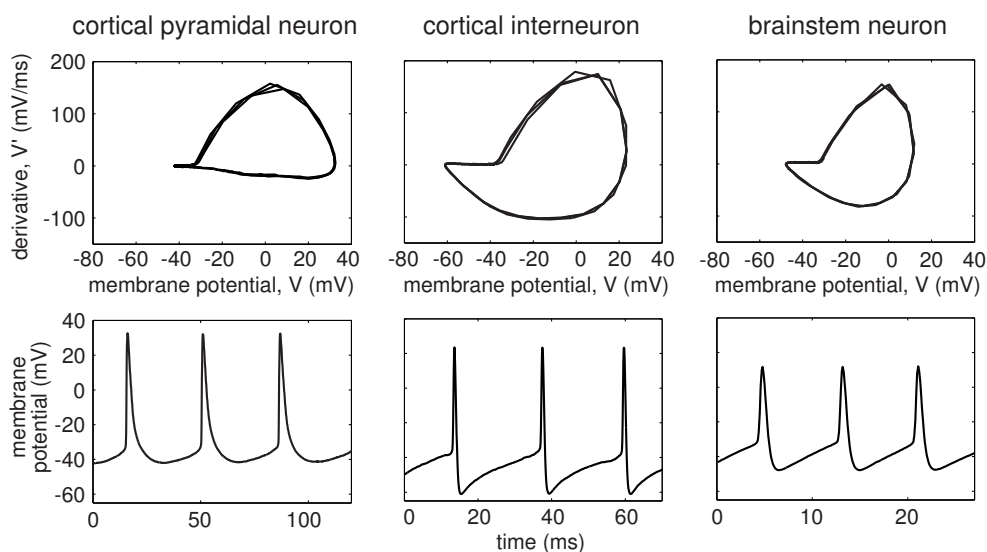 cortical pyramidal neuron cortical interneuron brainstem neuron
derivative, V' (mV/ms)
200
100
0
-100
-80 -60 -40 -20 0 20 40
membrane potential, V (mV)
-80 -60 -40 -20 0 20 40
membrane potential, V (mV)
-80 -60 -40 -20 0 20 40
membrane potential, V (mV)
membrane
potential (mV)
40
20
0
-20
-40
-60
0 50 100
0 20 40 60
time (ms)
0 10 20